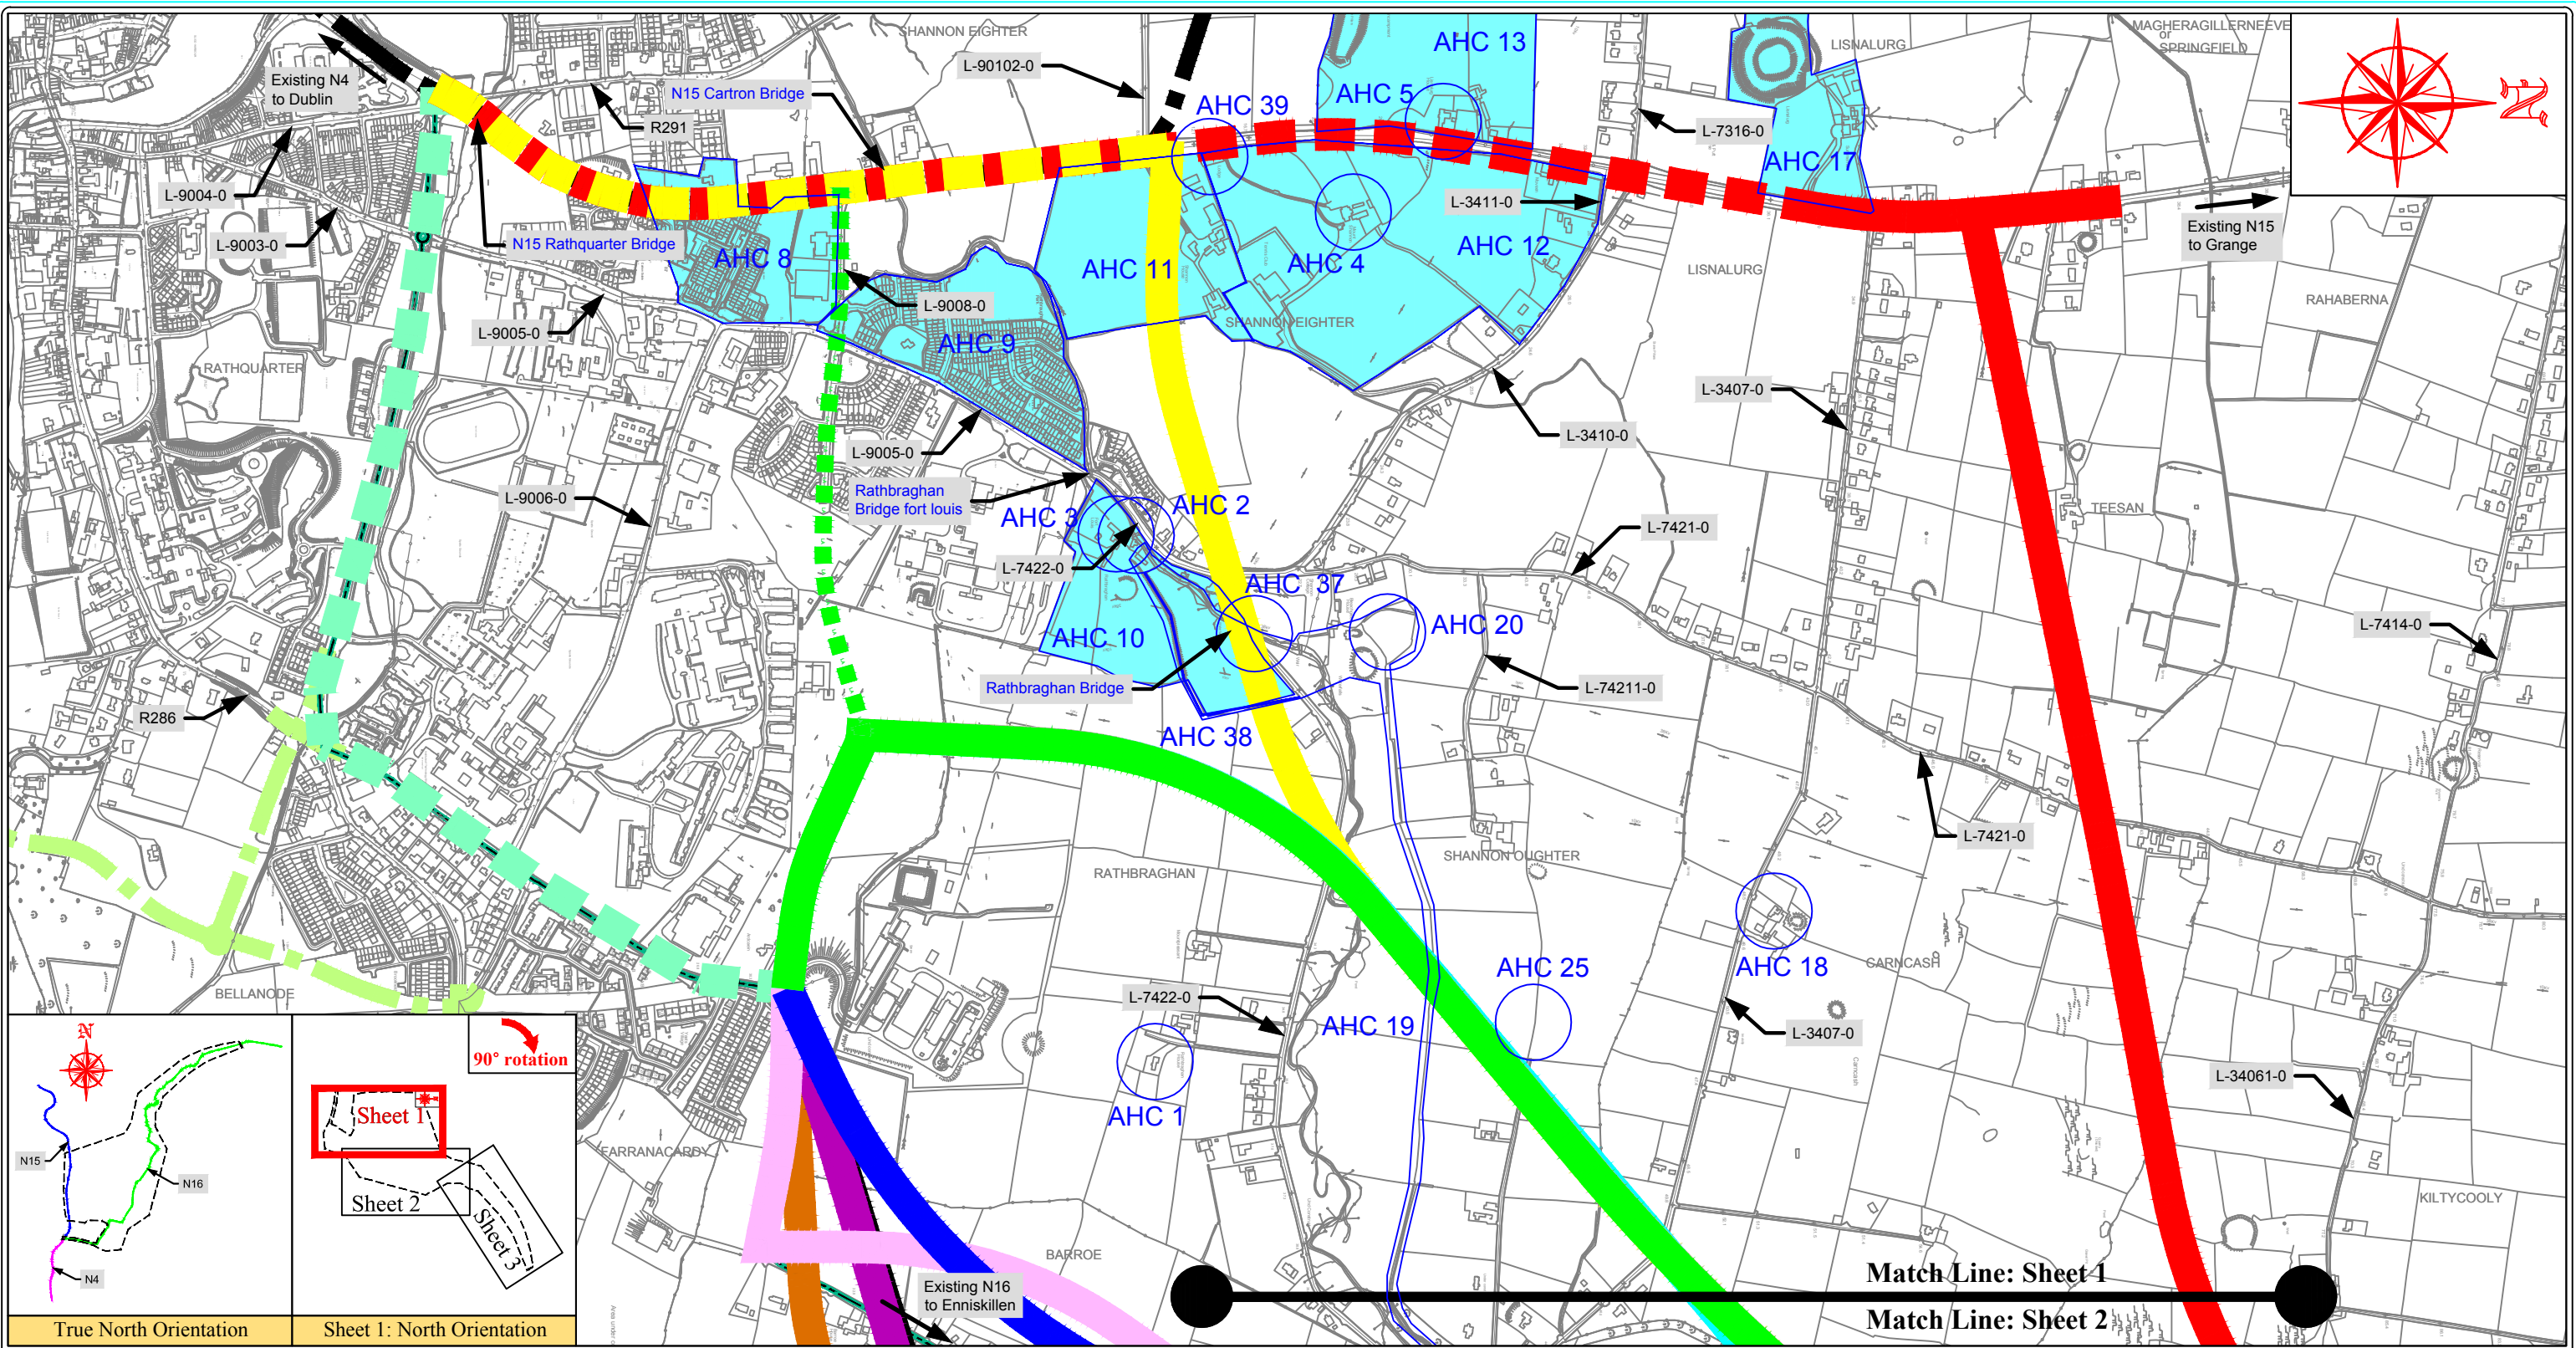 SHANNON EIGHTER
MAGHERAGILLERNEEVE
or
SPRINGFIELD
LISNALURG
N
Existing N4
to Dublin
N15 Cartron Bridge
L-90102-0
AHC 13
AHC 5
AHC 39
R291
L-7316-0
AHC 17
L-9004-0
L-9003-0
N15 Rathquarter Bridge
AHC 8
AHC 11
AHC 4
L-3411-0
AHC 12
Existing N15
to Grange
LISNALURG
RAHABERNA
L-9005-0
L-9008-0
AHC 9
SHANNON EIGHTER
RATHQUARTER
L-3407-0
L-9005-0
L-3410-0
L-9006-0
Rathbraghan
Bridge fort louis
AHC 3
AHC 2
TEESAN
L-7421-0
L-7422-0
AHC 37
AHC 20
L-7414-0
AHC 10
Rathbraghan Bridge
L-74211-0
R286
AHC 38
L-7421-0
SHANNON OUGHTER
RATHBRAGHAN
AHC 18
CARNCASH
AHC 25
BELLANODE
L-7422-0
AHC 19
L-3407-0
Carncash
L-34061-0
AHC 1
FARRANACARDY
BARROE
KILTYCOOLY
Existing N16
to Enniskillen
Match Line: Sheet 1
Match Line: Sheet 2
N
N15
N16
N4
True North Orientation
90° rotation
Sheet 1
Sheet 2
Sheet 3
Sheet 1: North Orientation